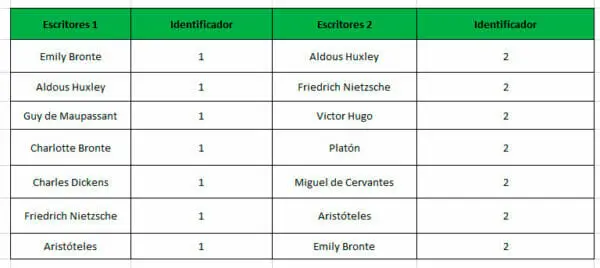 Escritores 1 Identificador Escritores 2 Identificador
Emily Bronte 1 Aldous Huxley 2
Aldous Huxley 1 Friedrich Nietzsche 2
Guy de Maupassant 1 Victor Hugo 2
Charlotte Bronte 1 Platón 2
Charles Dickens 1 Miguel de Cervantes 2
Friedrich Nietzsche 1 Aristóteles 2
Aristóteles 1 Emily Bronte 2